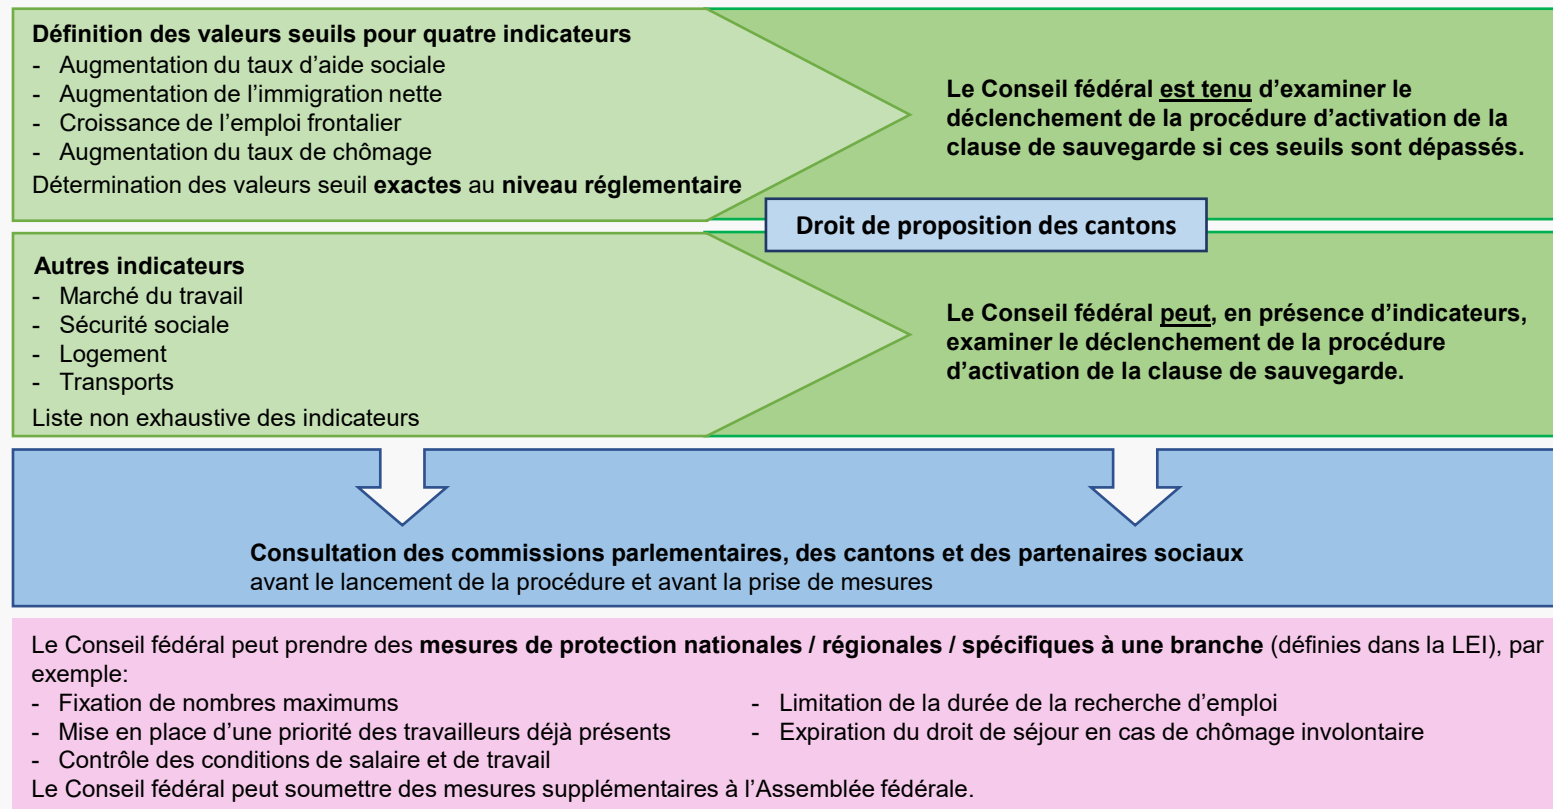 Définition des valeurs seuils pour quatre indicateurs
- Augmentation du taux d’aide sociale
- Augmentation de l’immigration nette
- Croissance de l’emploi frontalier
- Augmentation du taux de chômage
Détermination des valeurs seuil exactes au niveau réglementaire
Le Conseil fédéral est tenu d’examiner le
déclenchement de la procédure d’activation de la
clause de sauvegarde si ces seuils sont dépassés.
Droit de proposition des cantons
Autres indicateurs
- Marché du travail
- Sécurité sociale
- Logement
- Transports
Liste non exhaustive des indicateurs
Le Conseil fédéral peut, en présence d’indicateurs,
examiner le déclenchement de la procédure
d’activation de la clause de sauvegarde.
Consultation des commissions parlementaires, des cantons et des partenaires sociaux
avant le lancement de la procédure et avant la prise de mesures
Le Conseil fédéral peut prendre des mesures de protection nationales / régionales / spécifiques à une branche (définies dans la LEI), par
exemple:
- Fixation de nombres maximums
- Mise en place d’une priorité des travailleurs déjà présents
- Contrôle des conditions de salaire et de travail
- Limitation de la durée de la recherche d’emploi
- Expiration du droit de séjour en cas de chômage involontaire
Le Conseil fédéral peut soumettre des mesures supplémentaires à l’Assemblée fédérale.